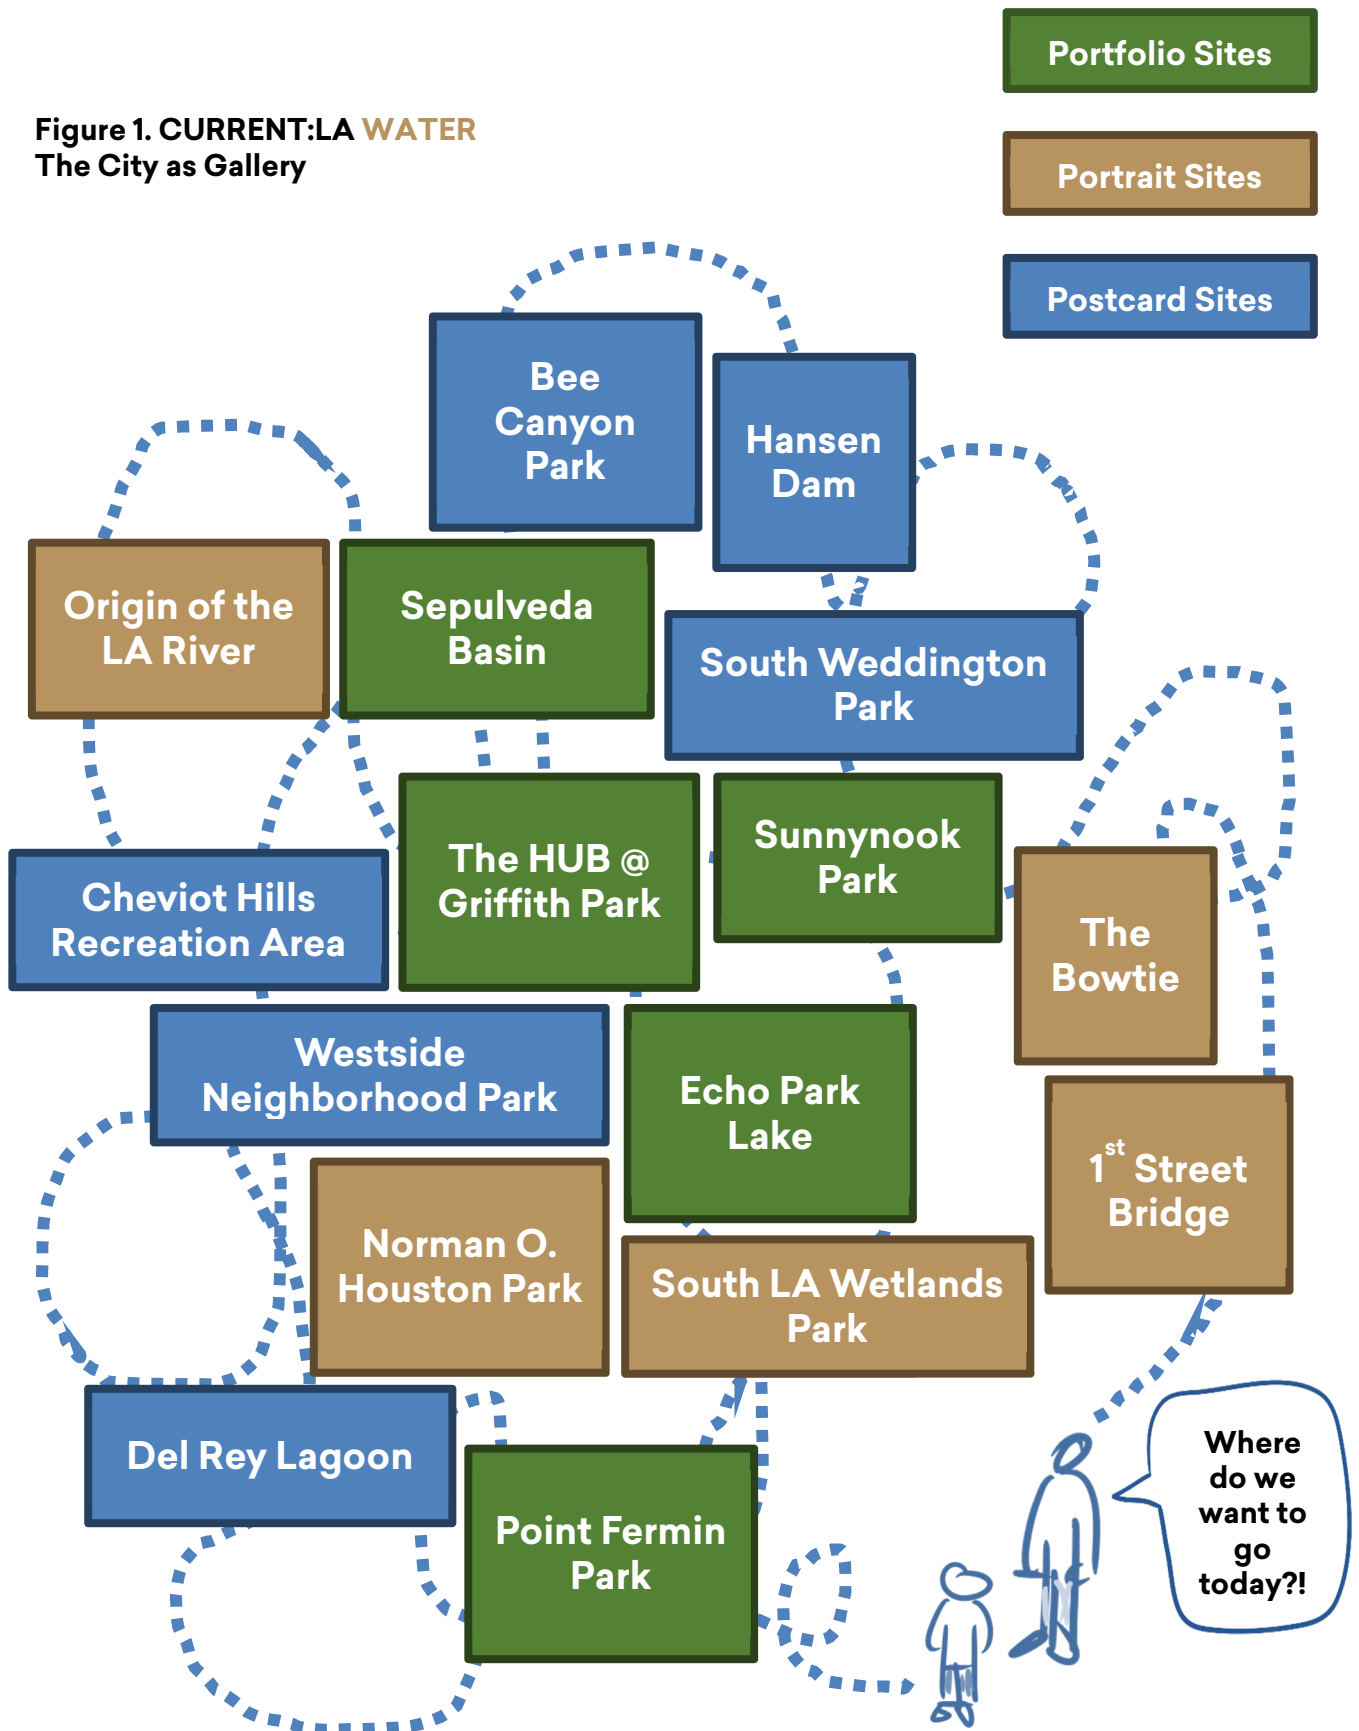 Portfolio Sites
Figure 1. CURRENT:LA WATER
The City as Gallery
Portrait Sites
Postcard Sites
Bee
Canyon
Park
Hansen
Dam
Origin of the
LA River
Sepulveda
Basin
South Weddington
Park
The HUB @
Griffith Park
Sunnynook
Park
Cheviot Hills
Recreation Area
The
Bowtie
Westside
Neighborhood Park
Echo Park
Lake
1st Street
Bridge
Norman O.
Houston Park
South LA Wetlands
Park
Del Rey Lagoon
Point Fermin
Park
Where
do we
want to
go
today?!